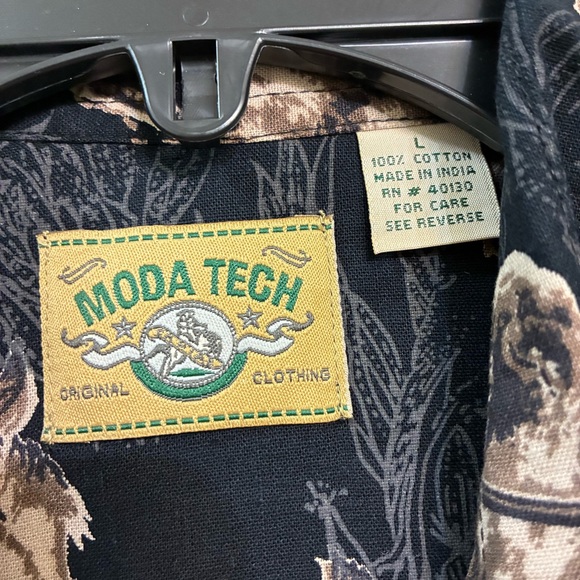 L
100% COTTON
MADE IN INDIA
RN # 40130
FOR CARE
SEE REVERSE
MODA TECH
ORIGINAL CLOTHING